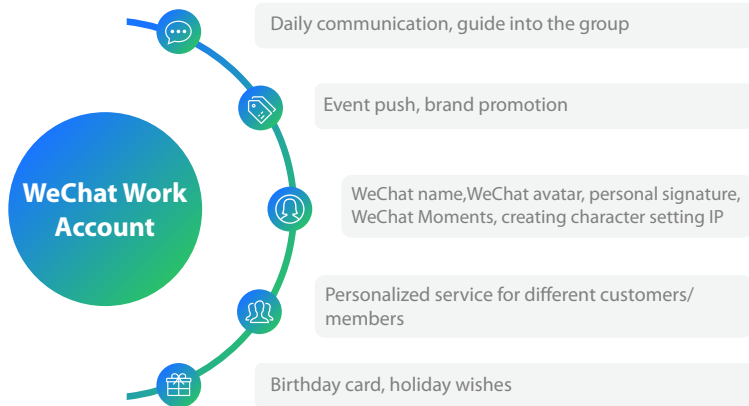 Daily communication, guide into the group
Event push, brand promotion
WeChat Work
Account
WeChat name,WeChat avatar, personal signature,
WeChat Moments, creating character setting IP
Personalized service for different customers/
members
Birthday card, holiday wishes